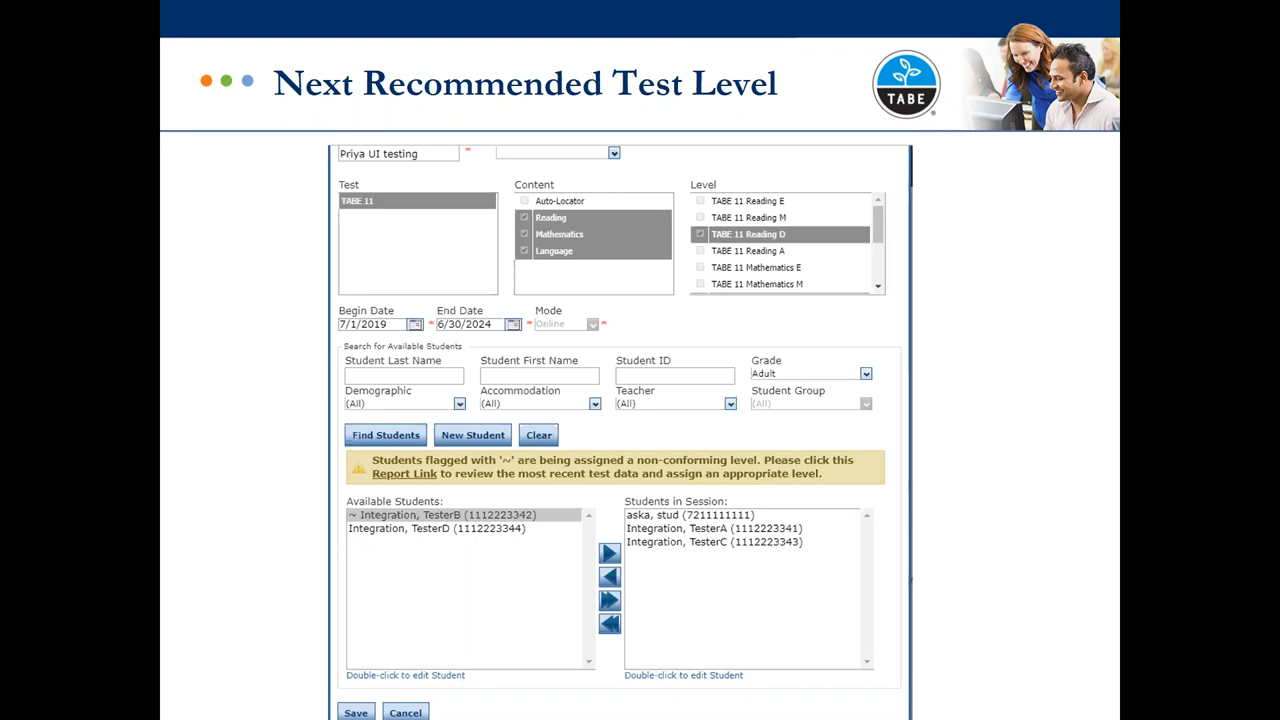 Next Recommended Test Level
TABE
®
Priya UI testing *
Test Content Level
TABE 11
Auto-Locator
Reading
Mathematics
Language
TABE 11 Reading E
TABE 11 Reading M
TABE 11 Reading D
TABE 11 Reading A
TABE 11 Mathematics E
TABE 11 Mathematics M
Begin Date End Date Mode
7/1/2019 * 6/30/2024 * Online *
Search for Available Students
Student Last Name Student First Name Student ID Grade
Adult
Demographic Accommodation Teacher Student Group
(All) (All) (All) (All)
Find Students New Student Clear
Students flagged with '~' are being assigned a non-conforming level. Please click this
Report Link to review the most recent test data and assign an appropriate level.
Available Students:
~ Integration, TesterB (1112223342)
Integration, TesterD (1112223344)
Double-click to edit Student
Students in Session:
aska, stud (7211111111)
Integration, TesterA (1112223341)
Integration, TesterC (1112223343)
Double-click to edit Student
Save Cancel